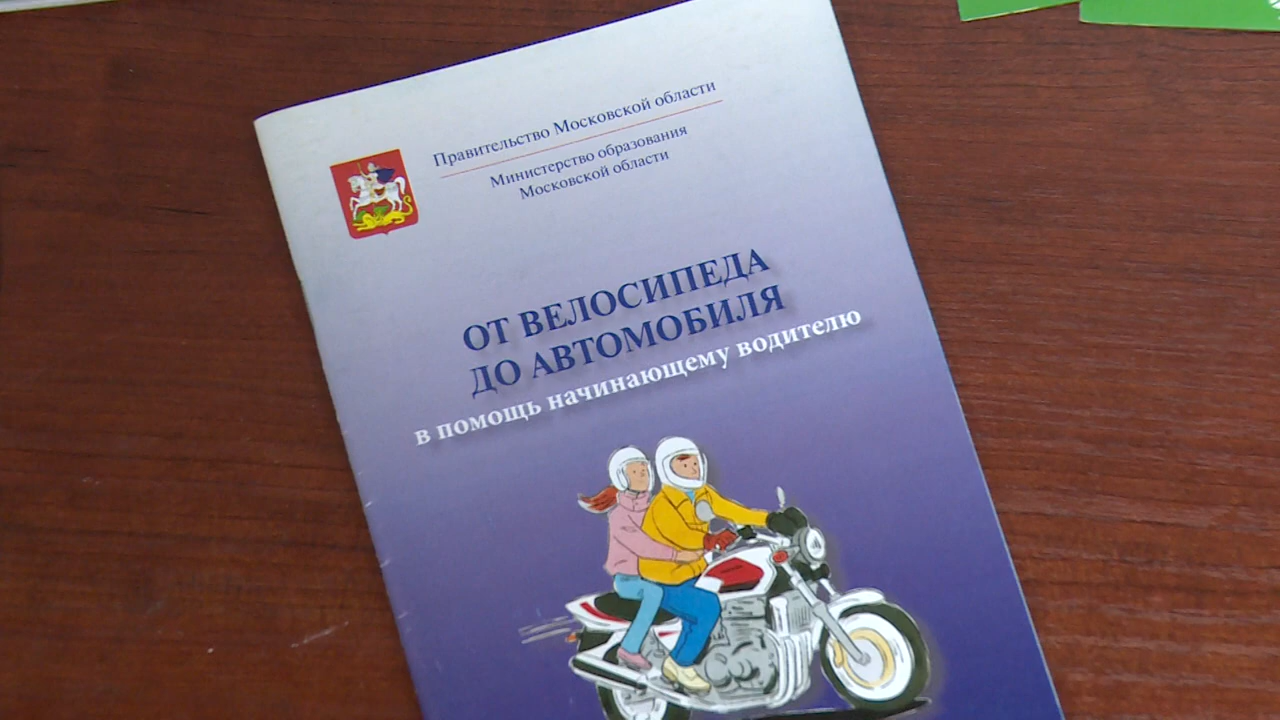 Правительство Московской области
Министерство образования
Московской области
ОТ ВЕЛОСИПЕДА
ДО АВТОМОБИЛЯ
в помощь начинающему водителю